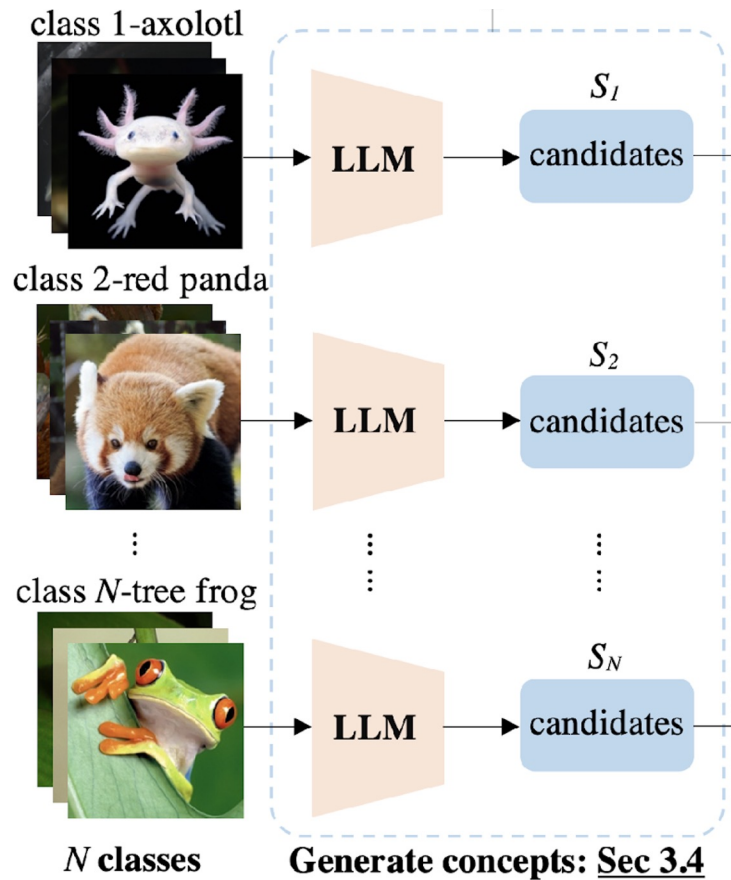 class 1-axolotl
LLM
S1
candidates
class 2-red panda
LLM
S2
candidates
class N-tree frog
LLM
SN
candidates
N classes
Generate concepts: Sec 3.4